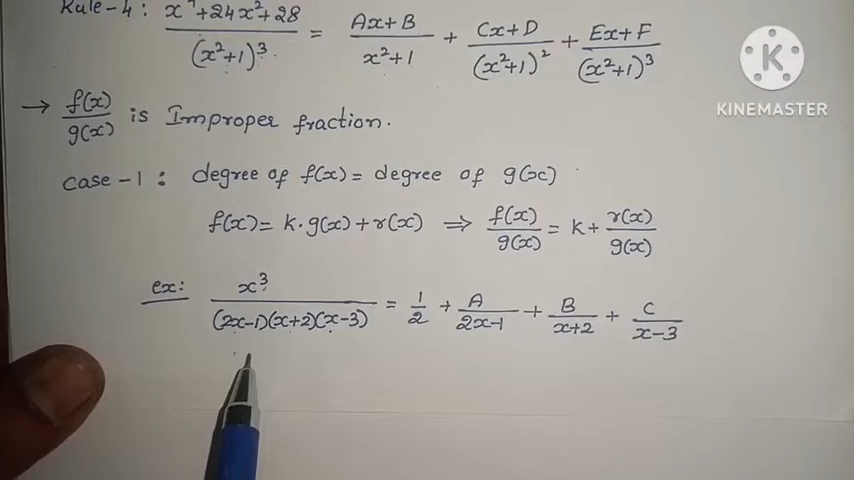 Rule-4: x⁴+24x²+28 / (x²+1)³ = Ax+B / x²+1 + Cx+D / (x²+1)² + Ex+F / (x²+1)³
→ f(x) / g(x) is Improper fraction.
case-1: degree of f(x) = degree of g(x)
f(x) = k·g(x)+r(x) ⇒ f(x) / g(x) = k + r(x) / g(x)
ex: x³ / (2x-1)(x+2)(x-3) = 1/2 + A / 2x-1 + B / x+2 + C / x-3
KINEMASTER